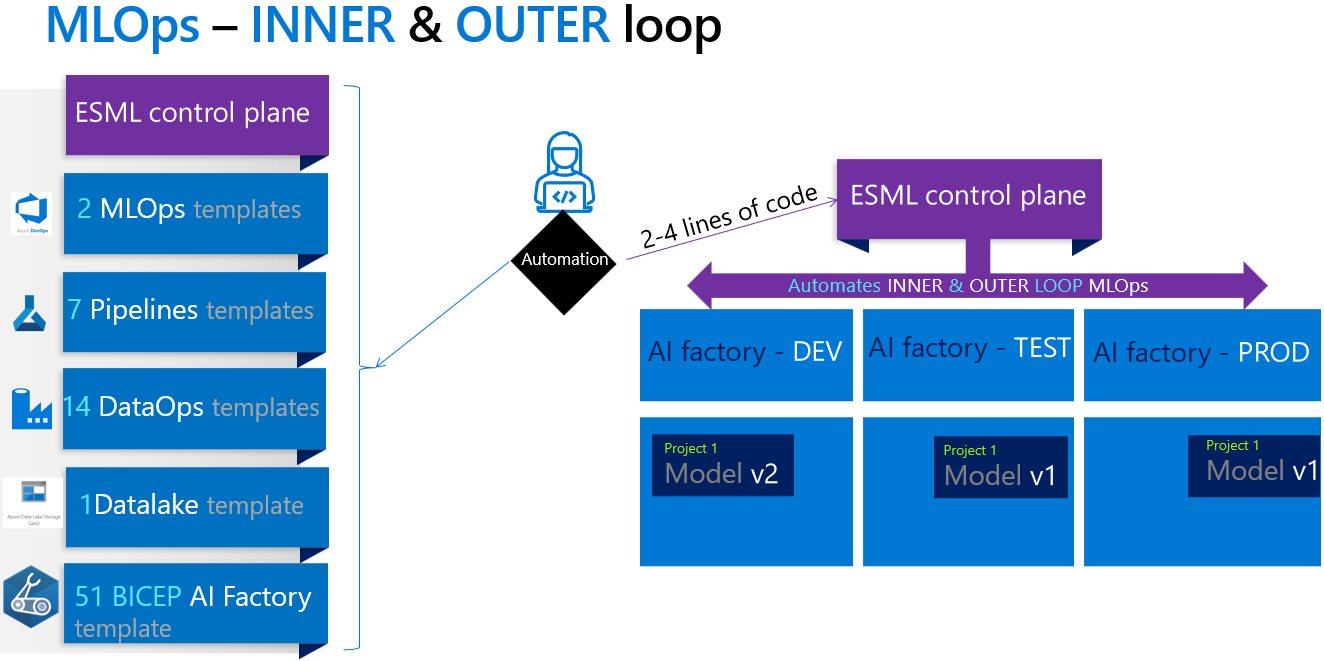 MLOps – INNER & OUTER loop
ESML control plane
2 MLOps templates
Azure DevOps
7 Pipelines templates
14 DataOps templates
1Datalake template
Azure Data Lake Storage
Gen2
51 BICEP AI Factory
template
</>
Automation
2-4 lines of code
ESML control plane
Automates INNER & OUTER LOOP MLOps
AI factory - DEV
AI factory - TEST
AI factory - PROD
Project 1
Model v2
Project 1
Model v1
Project 1
Model v1